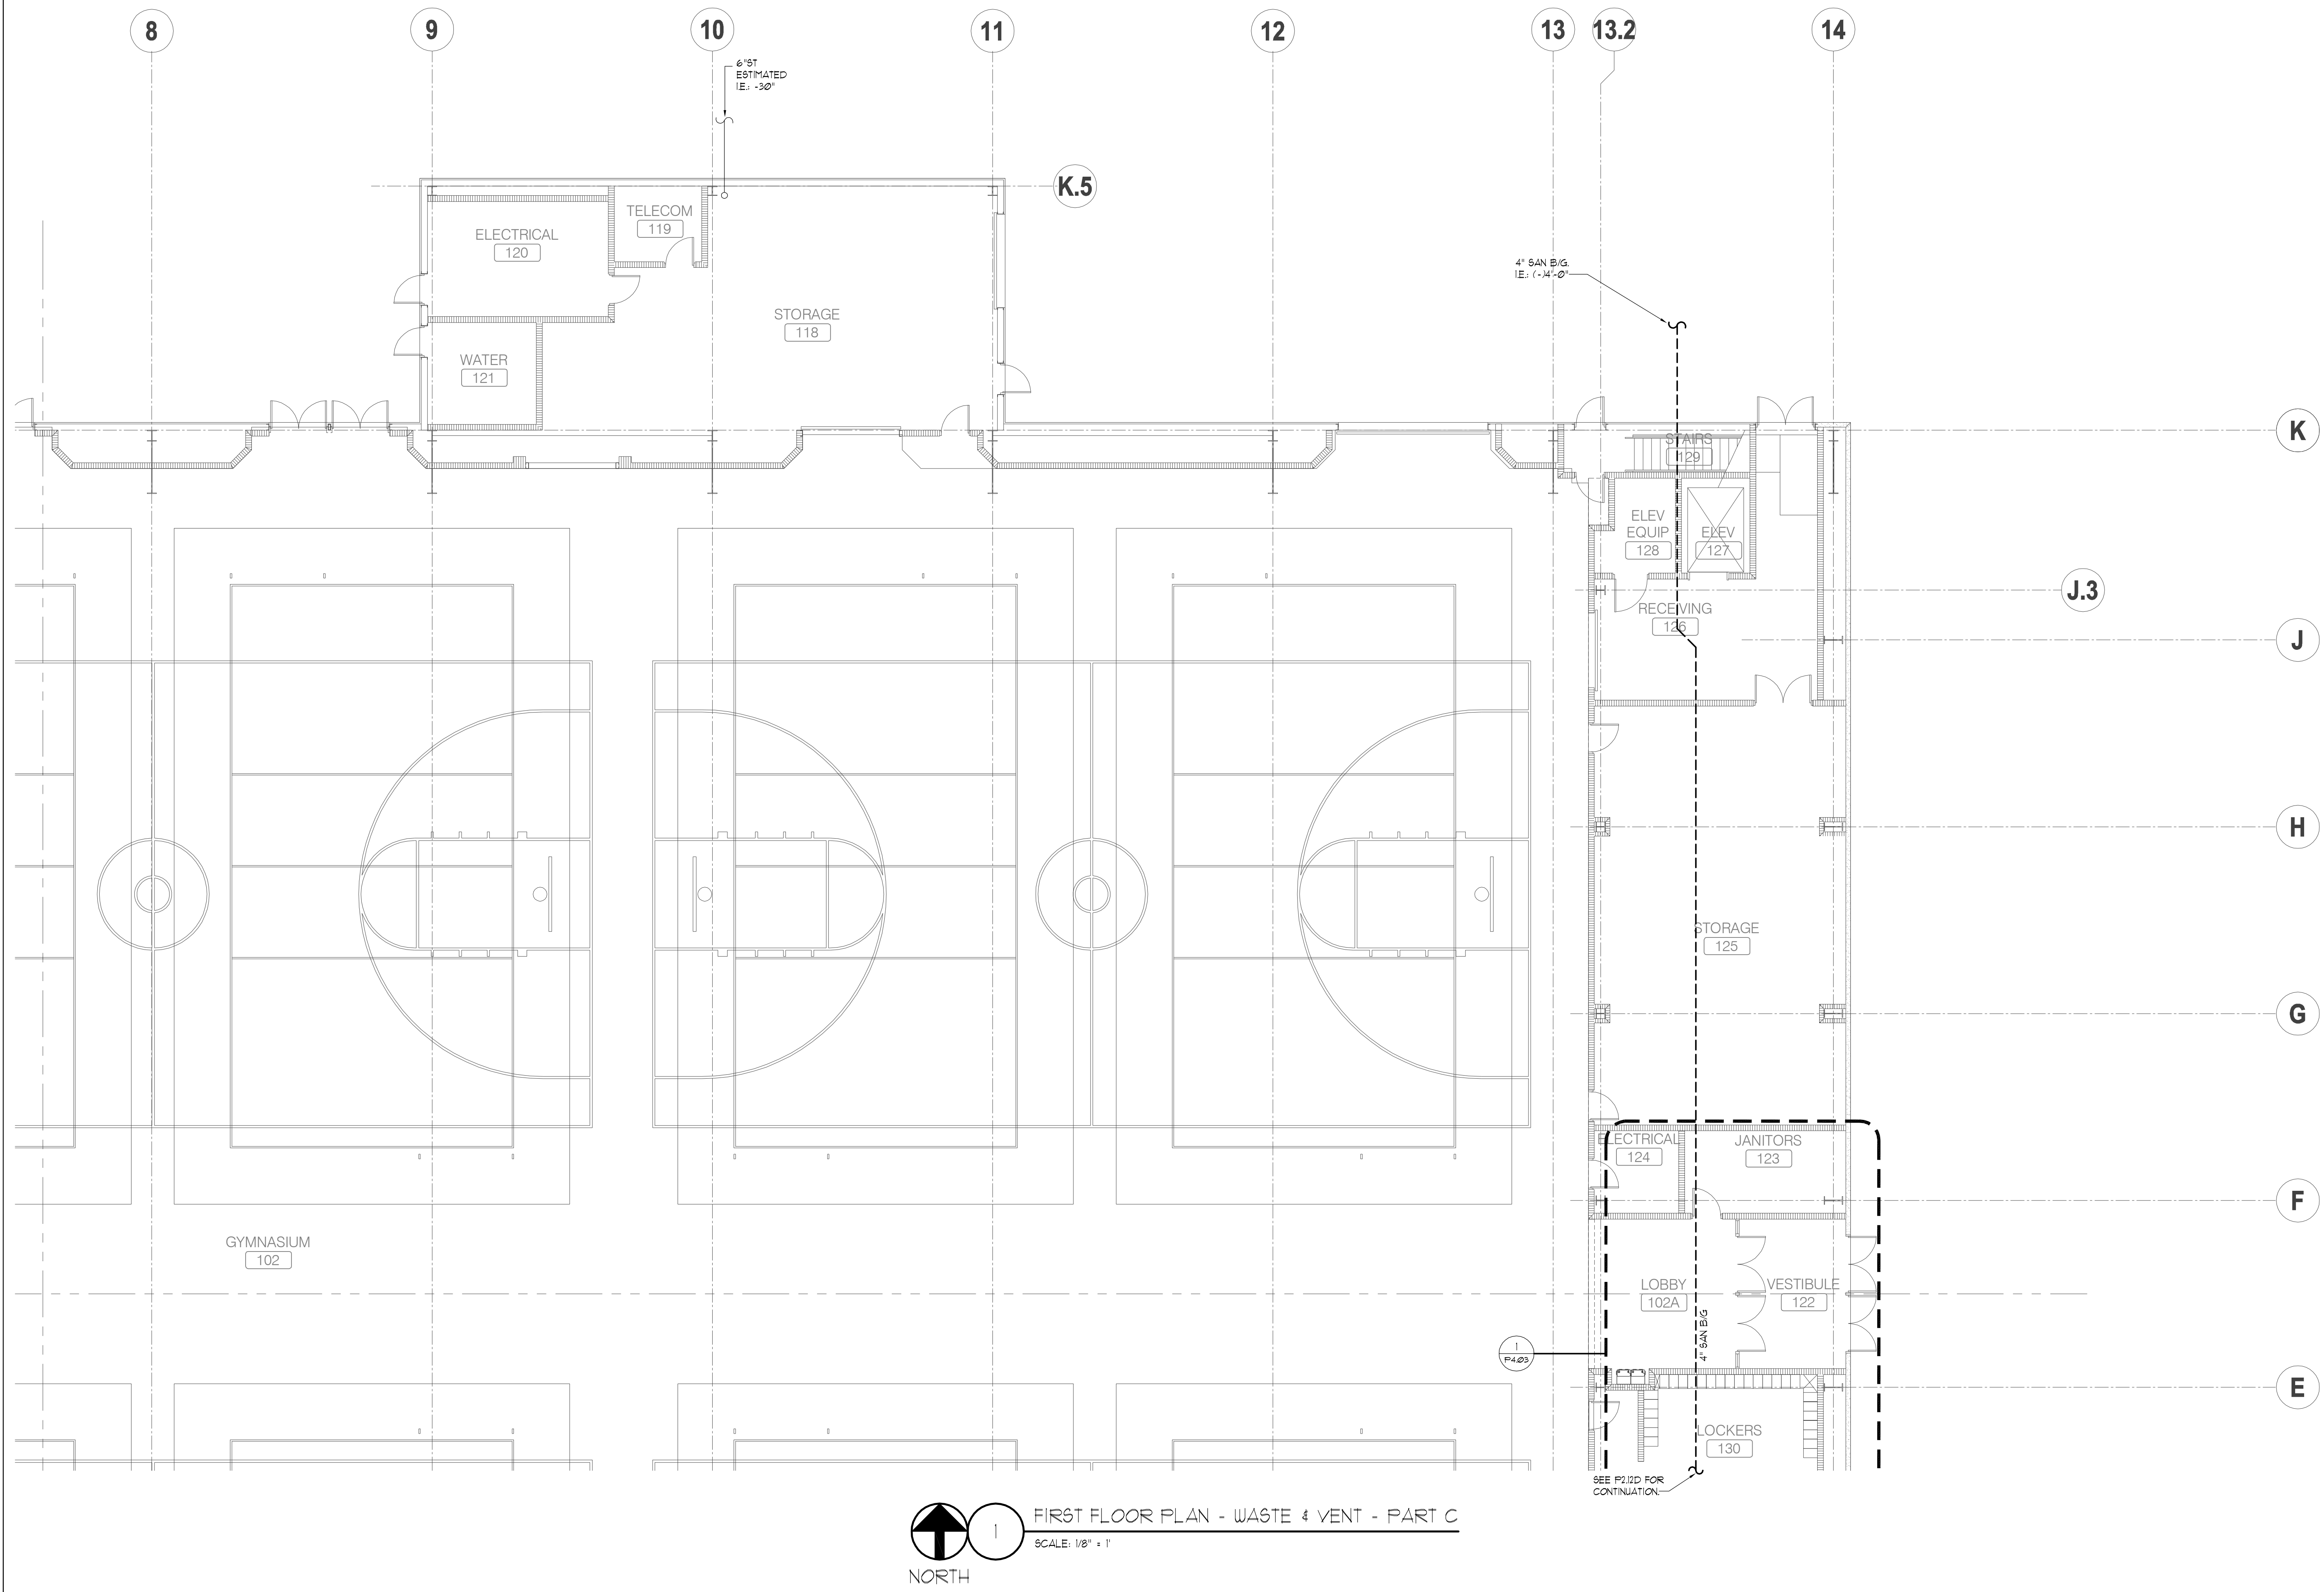 8
9
10
11
12
13
13.2
14
6"ST
ESTIMATED
I.E.: -30"
K.5
TELECOM
119
ELECTRICAL
120
4" SAN B/G.
I.E.: (-)4'-0"
STORAGE
118
WATER
121
K
STAIRS
129
ELEV
EQUIP
128
ELEV
127
J.3
RECEIVING
126
J
H
STORAGE
125
G
ELECTRICAL
124
JANITORS
123
F
GYMNASIUM
102
LOBBY
102A
VESTIBULE
122
4" SAN B/G
1
P4.03
E
LOCKERS
130
SEE P2.12D FOR
CONTINUATION.
1
FIRST FLOOR PLAN - WASTE & VENT - PART C
SCALE: 1/8" = 1'
NORTH